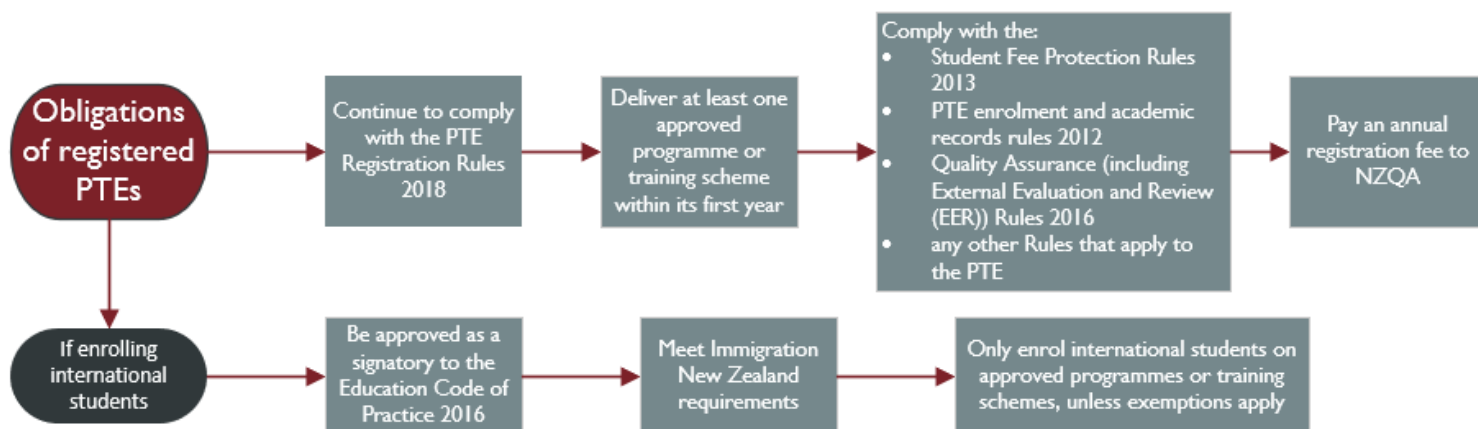 Obligations
of registered
PTEs
Continue to comply
with the PTE
Registration Rules
2018
Deliver at least one
approved
programme or
training scheme
within its first year
Comply with the:
• Student Fee Protection Rules
2013
• PTE enrolment and academic
records rules 2012
• Quality Assurance (including
External Evaluation and Review
(EER)) Rules 2016
• any other Rules that apply to
the PTE
Pay an annual
registration fee to
NZQA
If enrolling
international
students
Be approved as a
signatory to the
Education Code of
Practice 2016
Meet Immigration
New Zealand
requirements
Only enrol international students on
approved programmes or training
schemes, unless exemptions apply